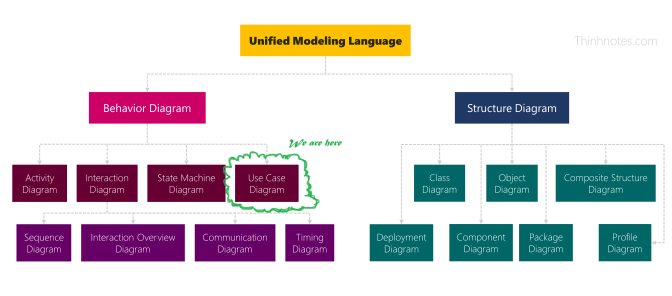 Unified Modeling Language
Thinhnotes.com
Behavior Diagram
Structure Diagram
We are here
Activity
Diagram
Interaction
Diagram
State Machine
Diagram
Use Case
Diagram
Class
Diagram
Object
Diagram
Composite Structure
Diagram
Sequence
Diagram
Interaction Overview
Diagram
Communication
Diagram
Timing
Diagram
Deployment
Diagram
Component
Diagram
Package
Diagram
Profile
Diagram